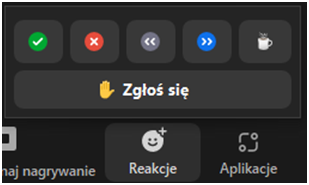 Zgłoś się
naj nagrywanie
Reakcje
Aplikacje